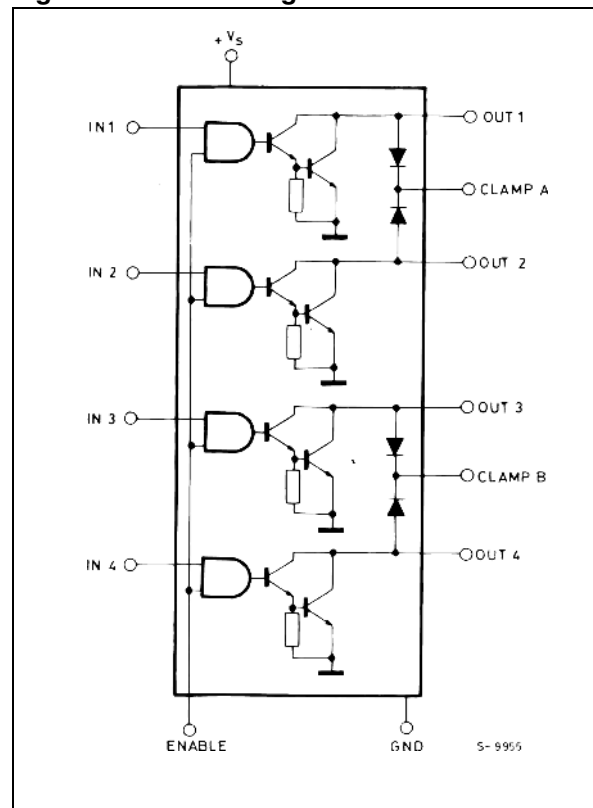 + Vs
IN1
OUT 1
CLAMP A
IN 2
OUT 2
IN 3
OUT 3
CLAMP B
IN 4
OUT 4
ENABLE
GND
S-9955